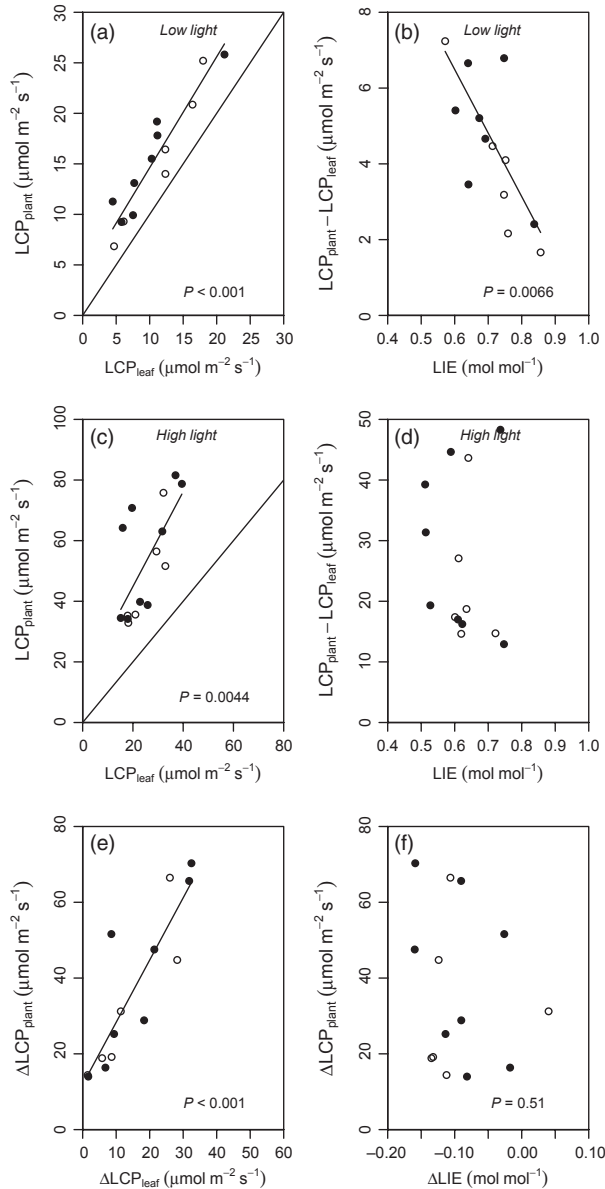 (a) Low light
30
25
20
15
10
5
0
LCPplant (µmol m−2 s−1)
P < 0.001
0 5 10 15 20 25 30
LCPleaf (µmol m−2 s−1)
(b) Low light
8
6
4
2
0
LCPplant − LCPleaf (µmol m−2 s−1)
P = 0.0066
0.4 0.5 0.6 0.7 0.8 0.9 1.0
LIE (mol mol−1)
(c) High light
100
80
60
40
20
0
LCPplant (µmol m−2 s−1)
P = 0.0044
0 20 40 60 80
LCPleaf (µmol m−2 s−1)
(d) High light
50
40
30
20
10
0
LCPplant − LCPleaf (µmol m−2 s−1)
0.4 0.5 0.6 0.7 0.8 0.9 1.0
LIE (mol mol−1)
(e)
80
60
40
20
0
ΔLCPplant (µmol m−2 s−1)
P < 0.001
0 10 20 30 40 50 60
ΔLCPleaf (µmol m−2 s−1)
(f)
80
60
40
20
0
ΔLCPplant (µmol m−2 s−1)
P = 0.51
−0.20 −0.10 0.00 0.10
ΔLIE (mol mol−1)